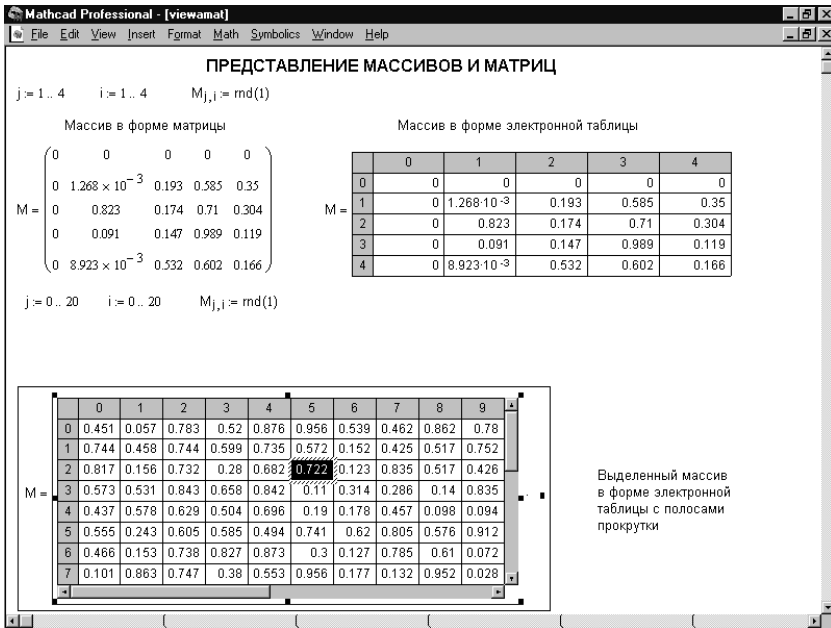 Mathcad Professional - [viewamat]
File Edit View Insert Format Math Symbolics Window Help
ПРЕДСТАВЛЕНИЕ МАССИВОВ И МАТРИЦ
j := 1 .. 4 i := 1 .. 4 Mj,i := rnd(1)
Массив в форме матрицы
Массив в форме электронной таблицы
M =
0 0 0 0 0
0 1.268 × 10⁻³ 0.193 0.585 0.35
0 0.823 0.174 0.71 0.304
0 0.091 0.147 0.989 0.119
0 8.923 × 10⁻³ 0.532 0.602 0.166
M =
0 1 2 3 4
0 0 0 0 0 0
1 0 1.268·10⁻³ 0.193 0.585 0.35
2 0 0.823 0.174 0.71 0.304
3 0 0.091 0.147 0.989 0.119
4 0 8.923·10⁻³ 0.532 0.602 0.166
j := 0 .. 20 i := 0 .. 20 Mj,i := rnd(1)
M =
0 1 2 3 4 5 6 7 8 9
0 0.451 0.057 0.783 0.52 0.876 0.956 0.539 0.462 0.862 0.78
1 0.744 0.458 0.744 0.599 0.735 0.572 0.152 0.425 0.517 0.752
2 0.817 0.156 0.732 0.28 0.682 0.722 0.123 0.835 0.517 0.426
3 0.573 0.531 0.843 0.658 0.842 0.11 0.314 0.286 0.14 0.835
4 0.437 0.578 0.629 0.504 0.696 0.19 0.178 0.457 0.098 0.094
5 0.555 0.243 0.605 0.585 0.494 0.741 0.62 0.805 0.576 0.912
6 0.466 0.153 0.738 0.827 0.873 0.3 0.127 0.785 0.61 0.072
7 0.101 0.863 0.747 0.38 0.553 0.956 0.177 0.132 0.952 0.028
Выделенный массив
в форме электронной
таблицы с полосами
прокрутки